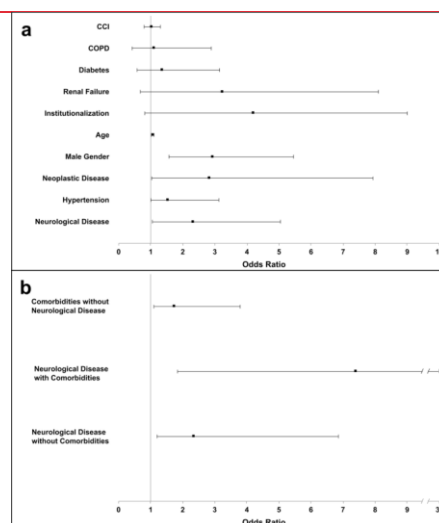 a
CCI
COPD
Diabetes
Renal Failure
Institutionalization
Age
Male Gender
Neoplastic Disease
Hypertension
Neurological Disease
0 1 2 3 4 5 6 7 8 9
Odds Ratio
b
Comorbidities without
Neurological Disease
Neurological Disease
with Comorbidities
Neurological Disease
without Comorbidities
0 1 2 3 4 5 6 7 8 9
Odds Ratio